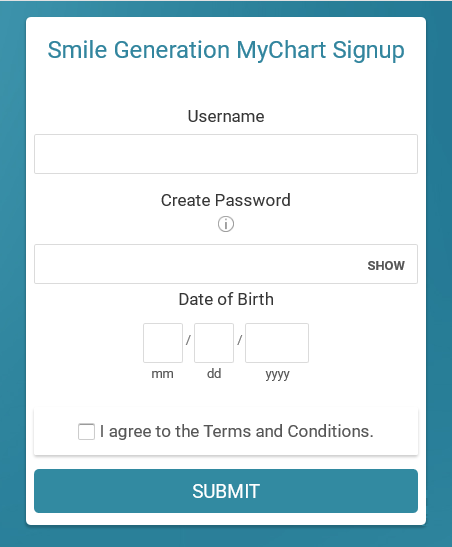 Smile Generation MyChart Signup
Username
Create Password
SHOW
Date of Birth
/ /
mm dd yyyy
I agree to the Terms and Conditions.
SUBMIT